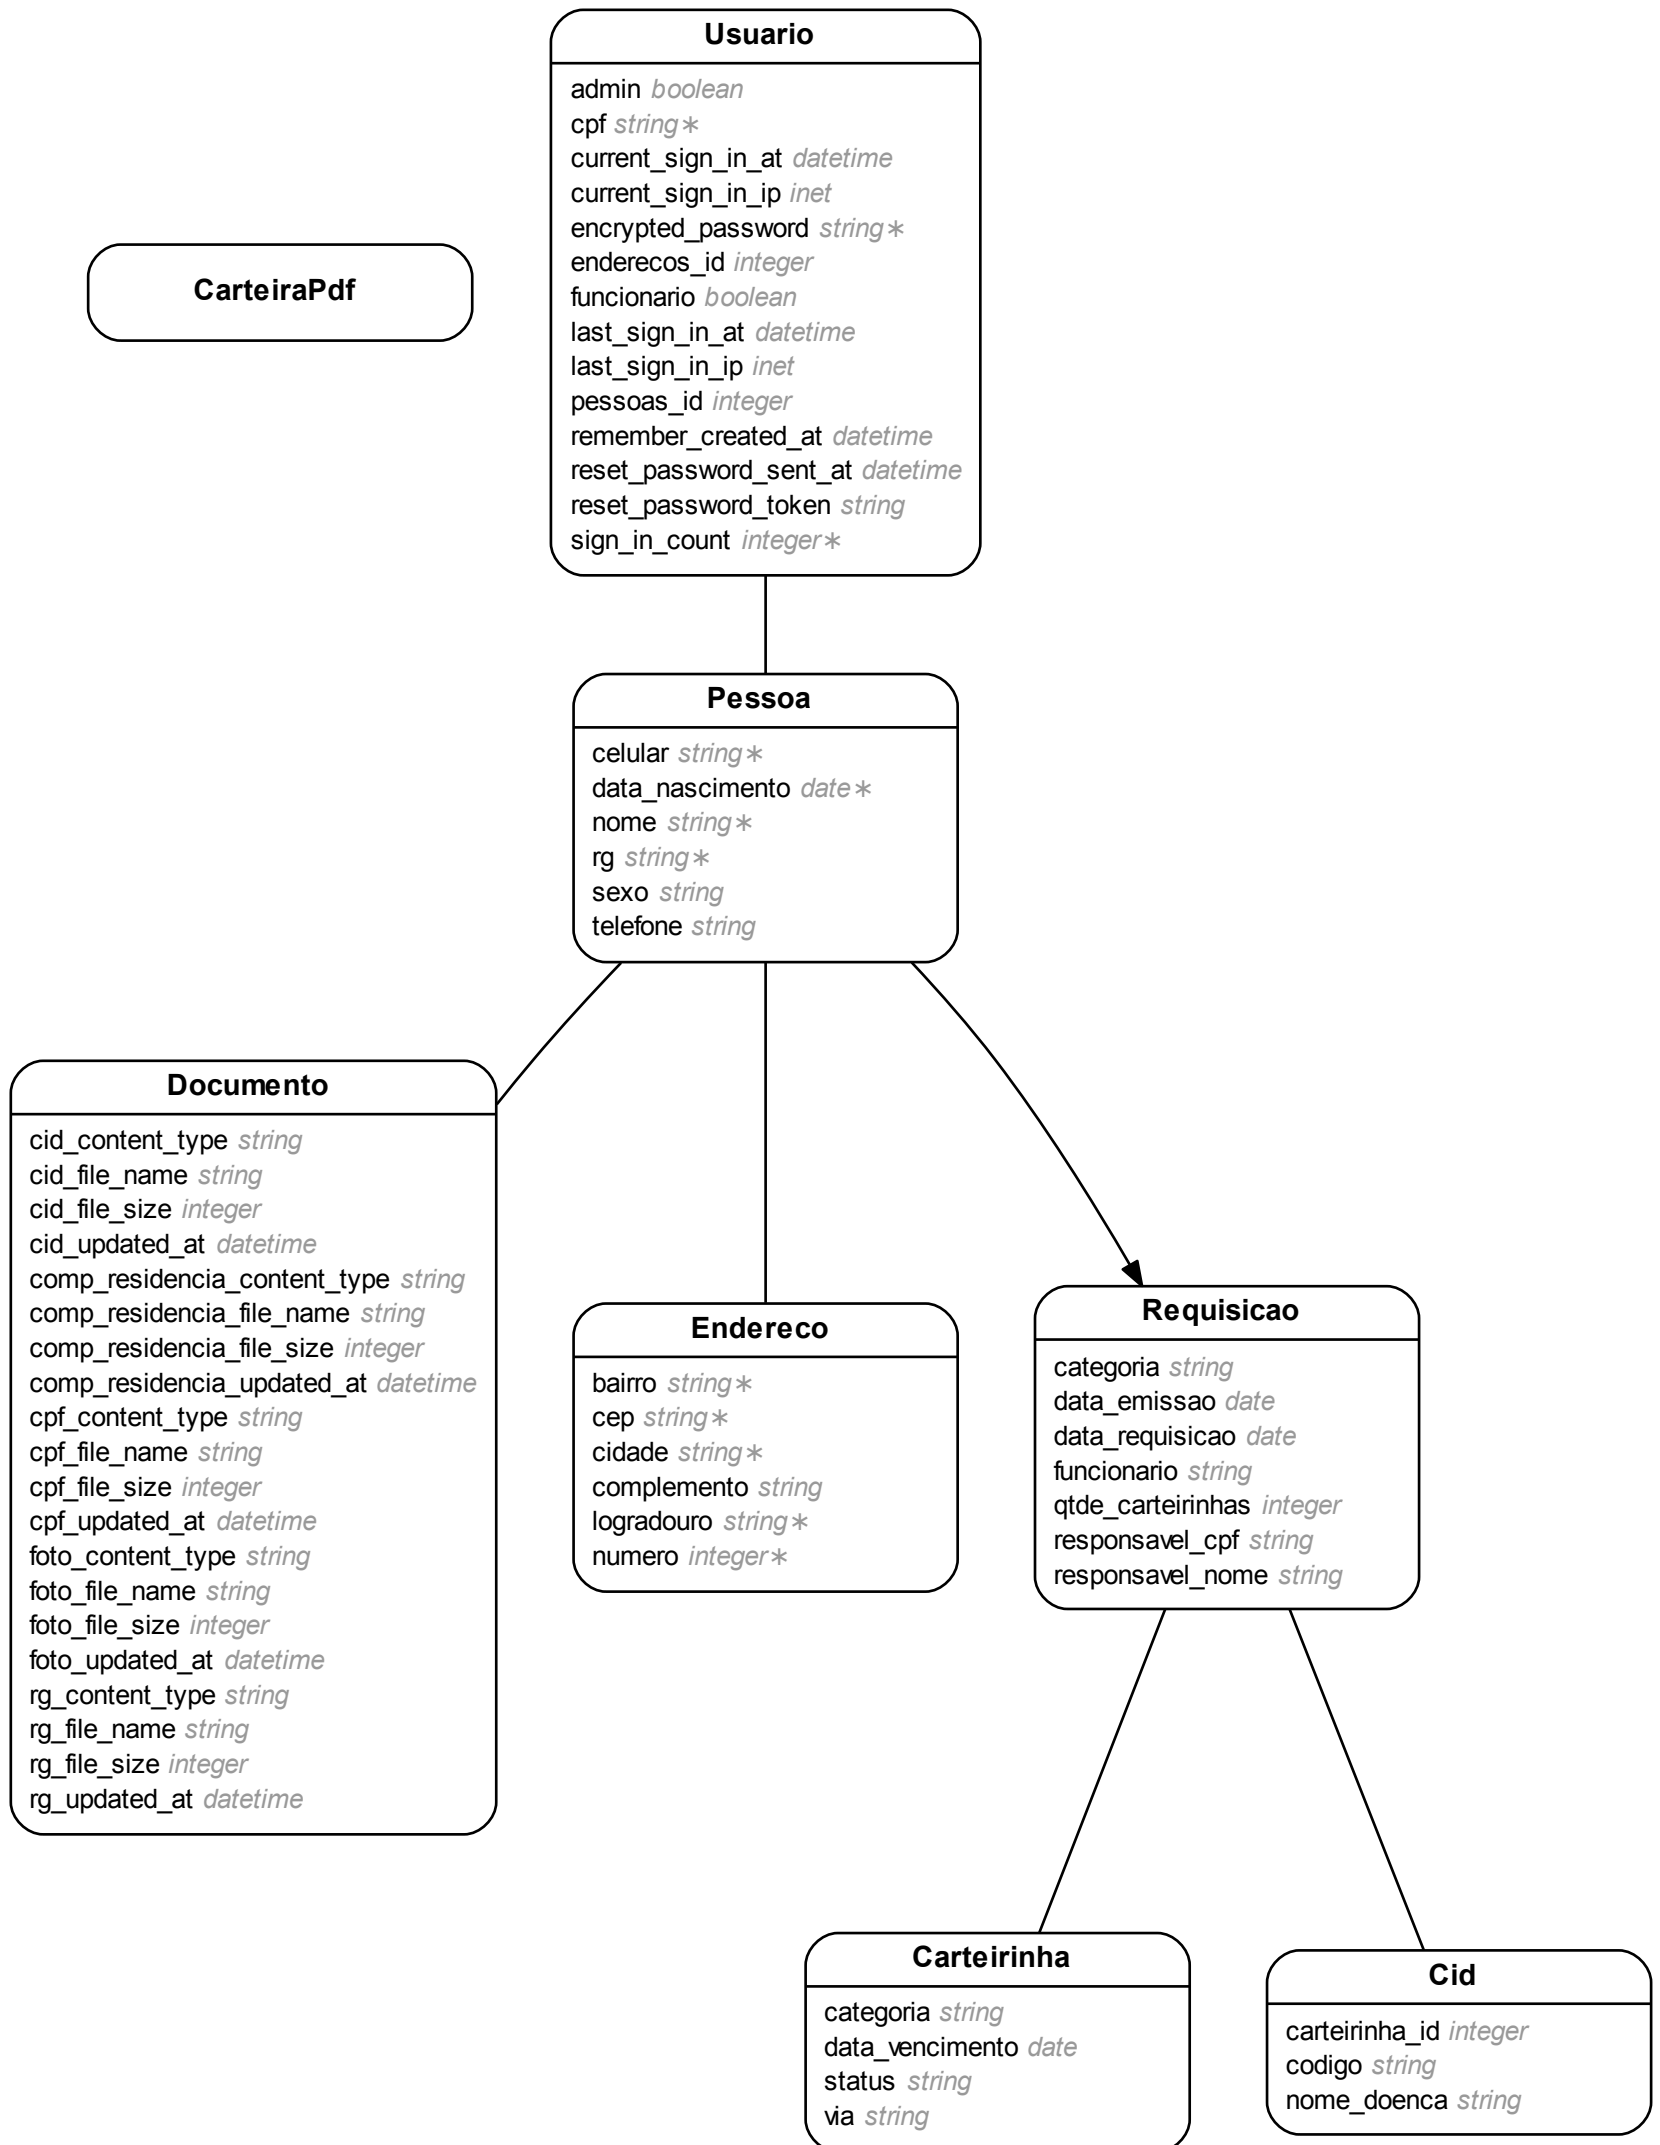 Usuario
admin boolean
cpf string∗
current_sign_in_at datetime
current_sign_in_ip inet
encrypted_password string∗
enderecos_id integer
funcionario boolean
last_sign_in_at datetime
last_sign_in_ip inet
pessoas_id integer
remember_created_at datetime
reset_password_sent_at datetime
reset_password_token string
sign_in_count integer∗
CarteiraPdf
Pessoa
celular string∗
data_nascimento date∗
nome string∗
rg string∗
sexo string
telefone string
Documento
cid_content_type string
cid_file_name string
cid_file_size integer
cid_updated_at datetime
comp_residencia_content_type string
comp_residencia_file_name string
comp_residencia_file_size integer
comp_residencia_updated_at datetime
cpf_content_type string
cpf_file_name string
cpf_file_size integer
cpf_updated_at datetime
foto_content_type string
foto_file_name string
foto_file_size integer
foto_updated_at datetime
rg_content_type string
rg_file_name string
rg_file_size integer
rg_updated_at datetime
Endereco
bairro string∗
cep string∗
cidade string∗
complemento string
logradouro string∗
numero integer∗
Requisicao
categoria string
data_emissao date
data_requisicao date
funcionario string
qtde_carteirinhas integer
responsavel_cpf string
responsavel_nome string
Carteirinha
categoria string
data_vencimento date
status string
via string
Cid
carteirinha_id integer
codigo string
nome_doenca string